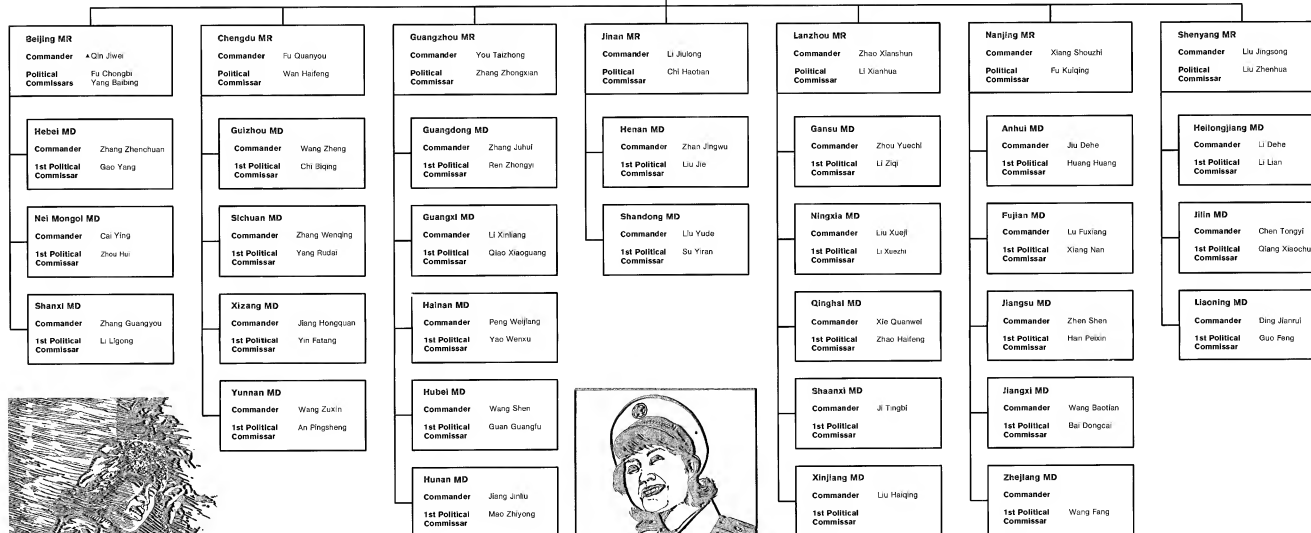 Beijing MR
Commander ▲Qin Jiwei
Political Commissars Fu Chongbi
Yang Baibing
Hebei MD
Commander Zhang Zhenchuan
1st Political Commissar Gao Yang
Nei Mongol MD
Commander Cai Ying
1st Political Commissar Zhou Hui
Shanxi MD
Commander Zhang Guangyou
1st Political Commissar Li Ligong
Chengdu MR
Commander Fu Quanyou
Political Commissar Wan Haifeng
Guizhou MD
Commander Wang Zheng
1st Political Commissar Chi Biqing
Sichuan MD
Commander Zhang Wenqing
1st Political Commissar Yang Rudai
Xizang MD
Commander Jiang Hongquan
1st Political Commissar Yin Fatang
Yunnan MD
Commander Wang Zuxin
1st Political Commissar An Pingsheng
Guangzhou MR
Commander You Taizhong
Political Commissar Zhang Zhongxian
Guangdong MD
Commander Zhang Juhui
1st Political Commissar Ren Zhongyi
Guangxi MD
Commander Li Xinliang
1st Political Commissar Qiao Xiaoguang
Hainan MD
Commander Peng Weijiang
1st Political Commissar Yao Wenxu
Hubei MD
Commander Wang Shen
1st Political Commissar Guan Guangfu
Hunan MD
Commander Jiang Jinliu
1st Political Commissar Mao Zhiyong
Jinan MR
Commander Li Jiulong
Political Commissar Chi Haotian
Henan MD
Commander Zhan Jingwu
1st Political Commissar Liu Jie
Shandong MD
Commander Liu Yude
1st Political Commissar Su Yiran
Lanzhou MR
Commander Zhao Xianshun
Political Commissar Li Xianhua
Gansu MD
Commander Zhou Yuechi
1st Political Commissar Li Ziqi
Ningxia MD
Commander Liu Xueji
1st Political Commissar Li Xuezhi
Qinghai MD
Commander Xie Quanwei
1st Political Commissar Zhao Haifeng
Shaanxi MD
Commander Ji Tingbi
1st Political Commissar
Xinjiang MD
Commander Liu Haiqing
1st Political Commissar
Nanjing MR
Commander Xiang Shouzhi
Political Commissar Fu Kuiqing
Anhui MD
Commander Jiu Dehe
1st Political Commissar Huang Huang
Fujian MD
Commander Lu Fuxiang
1st Political Commissar Xiang Nan
Jiangsu MD
Commander Zhen Shen
1st Political Commissar Han Peixin
Jiangxi MD
Commander Wang Baotian
1st Political Commissar Bai Dongcai
Zhejiang MD
Commander
1st Political Commissar Wang Fang
Shenyang MR
Commander Liu Jingsong
Political Commissar Liu Zhenhua
Heilongjiang MD
Commander Li Dehe
1st Political Commissar Li Lian
Jilin MD
Commander Chen Tongyi
1st Political Commissar Qiang Xiaochu
Liaoning MD
Commander Ding Jianrui
1st Political Commissar Guo Feng